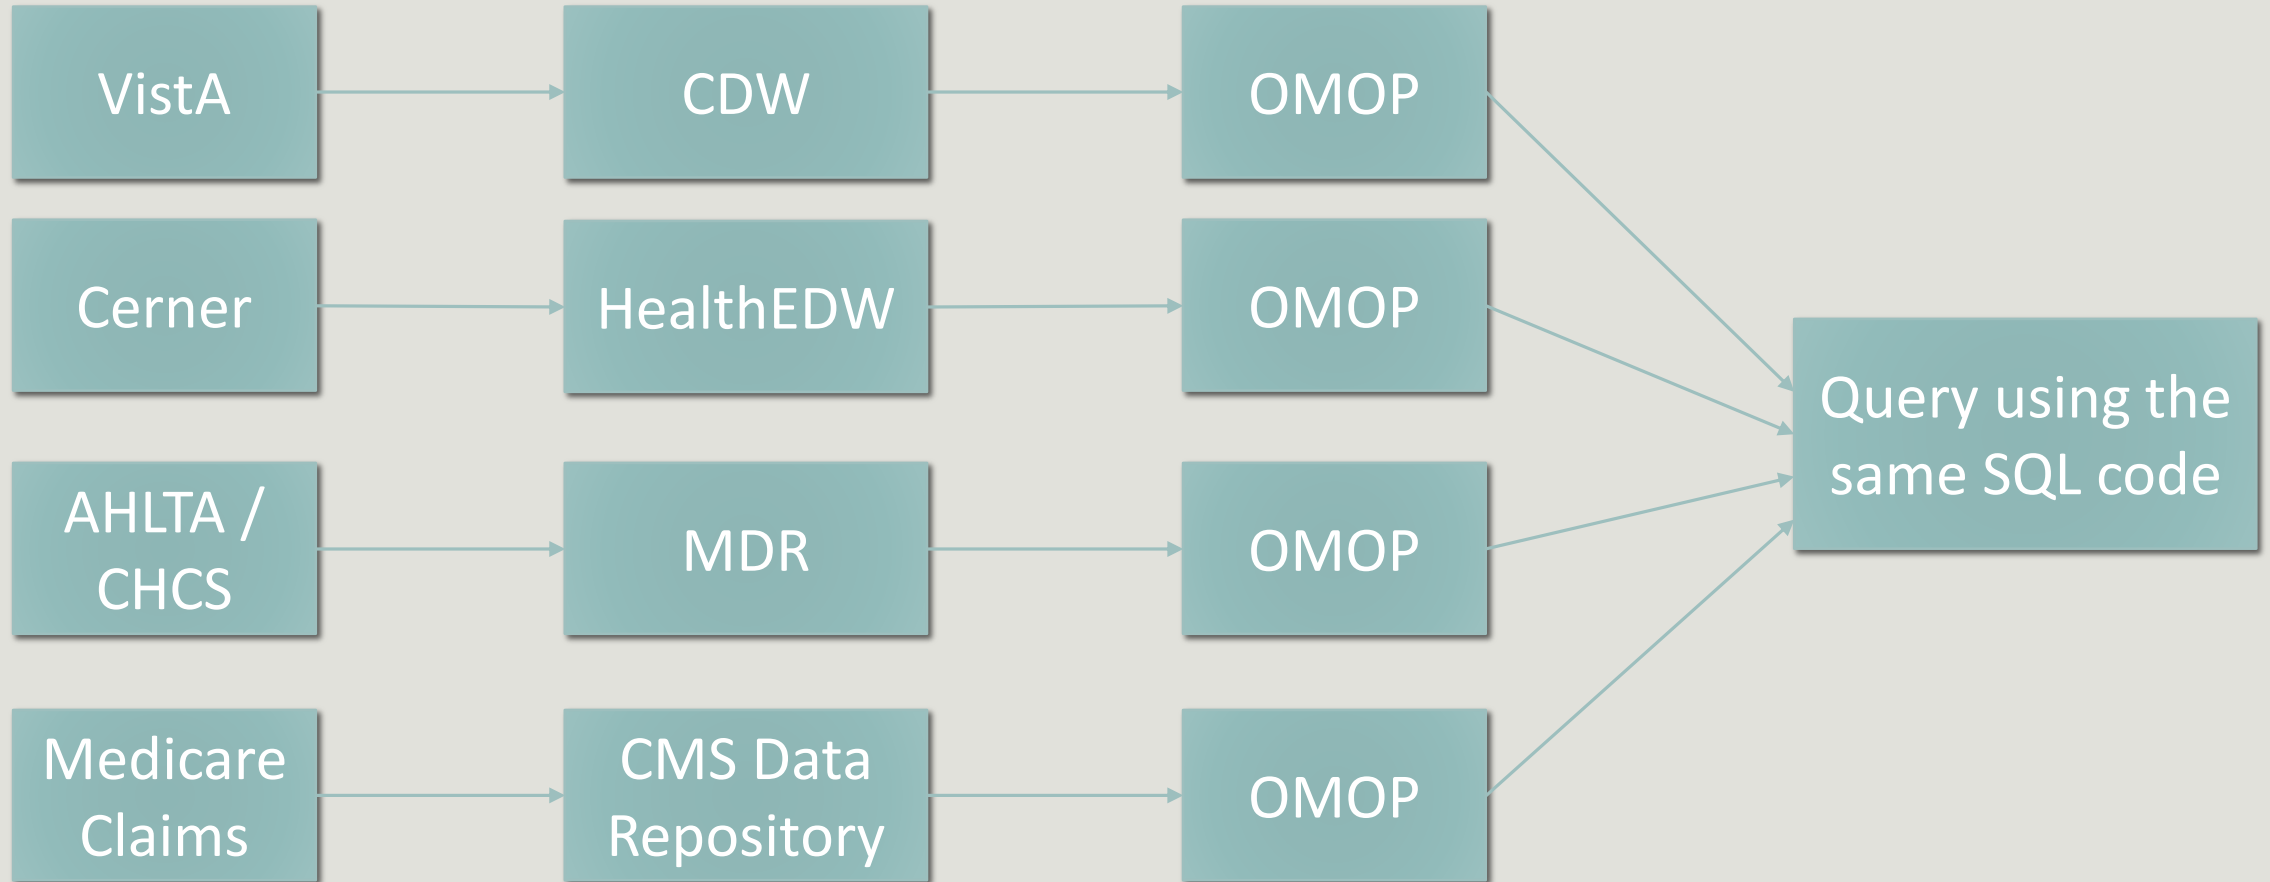 VistA
CDW
OMOP
Cerner
HealthEDW
OMOP
Query using the
same SQL code
AHLTA /
CHCS
MDR
OMOP
Medicare
Claims
CMS Data
Repository
OMOP